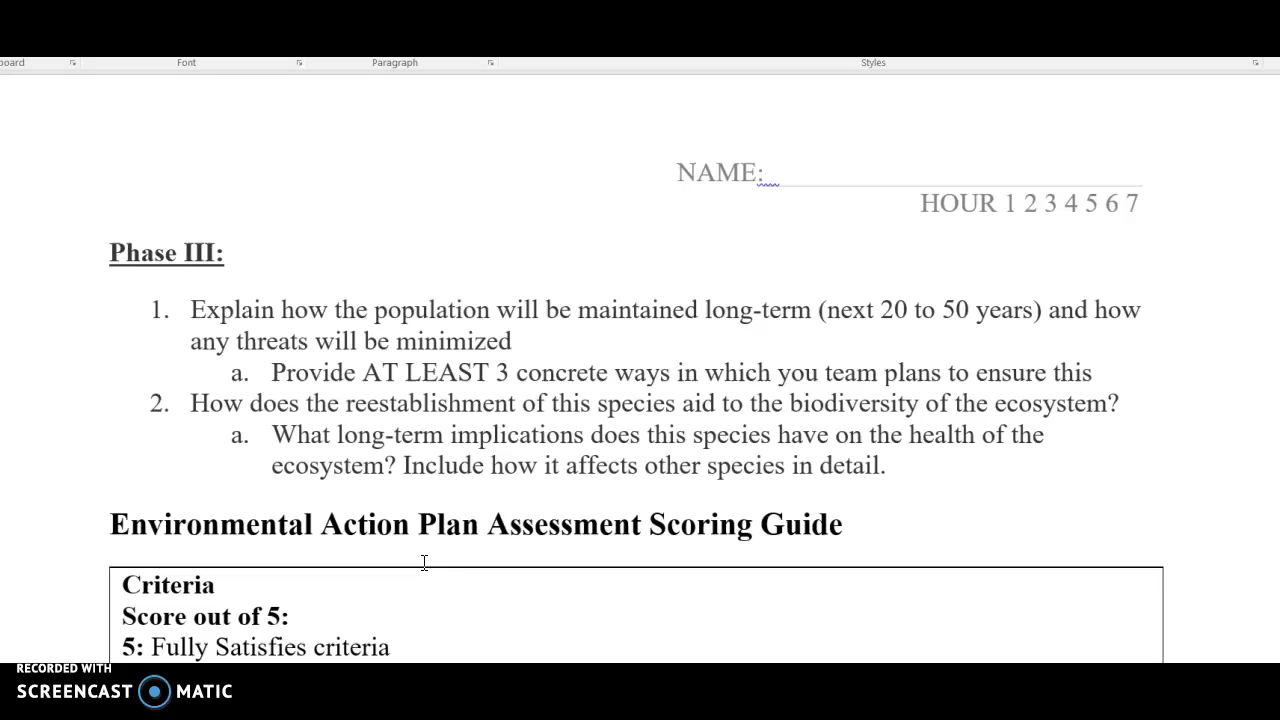 oard Font Paragraph Styles
NAME:
HOUR 1 2 3 4 5 6 7
Phase III:
1. Explain how the population will be maintained long-term (next 20 to 50 years) and how
any threats will be minimized
a. Provide AT LEAST 3 concrete ways in which you team plans to ensure this
2. How does the reestablishment of this species aid to the biodiversity of the ecosystem?
a. What long-term implications does this species have on the health of the
ecosystem? Include how it affects other species in detail.
Environmental Action Plan Assessment Scoring Guide
Criteria
Score out of 5:
5: Fully Satisfies criteria
RECORDED WITH
SCREENCAST MATIC